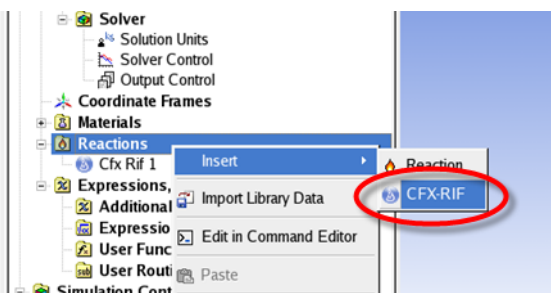 Solver
Solution Units
Solver Control
Output Control
Coordinate Frames
Materials
Reactions
Cfx Rif 1
Expressions,
Additional
Expressio
User Func
User Routi
Simulation Cont
Insert
Import Library Data
Edit in Command Editor
Paste
Reaction
CFX-RIF